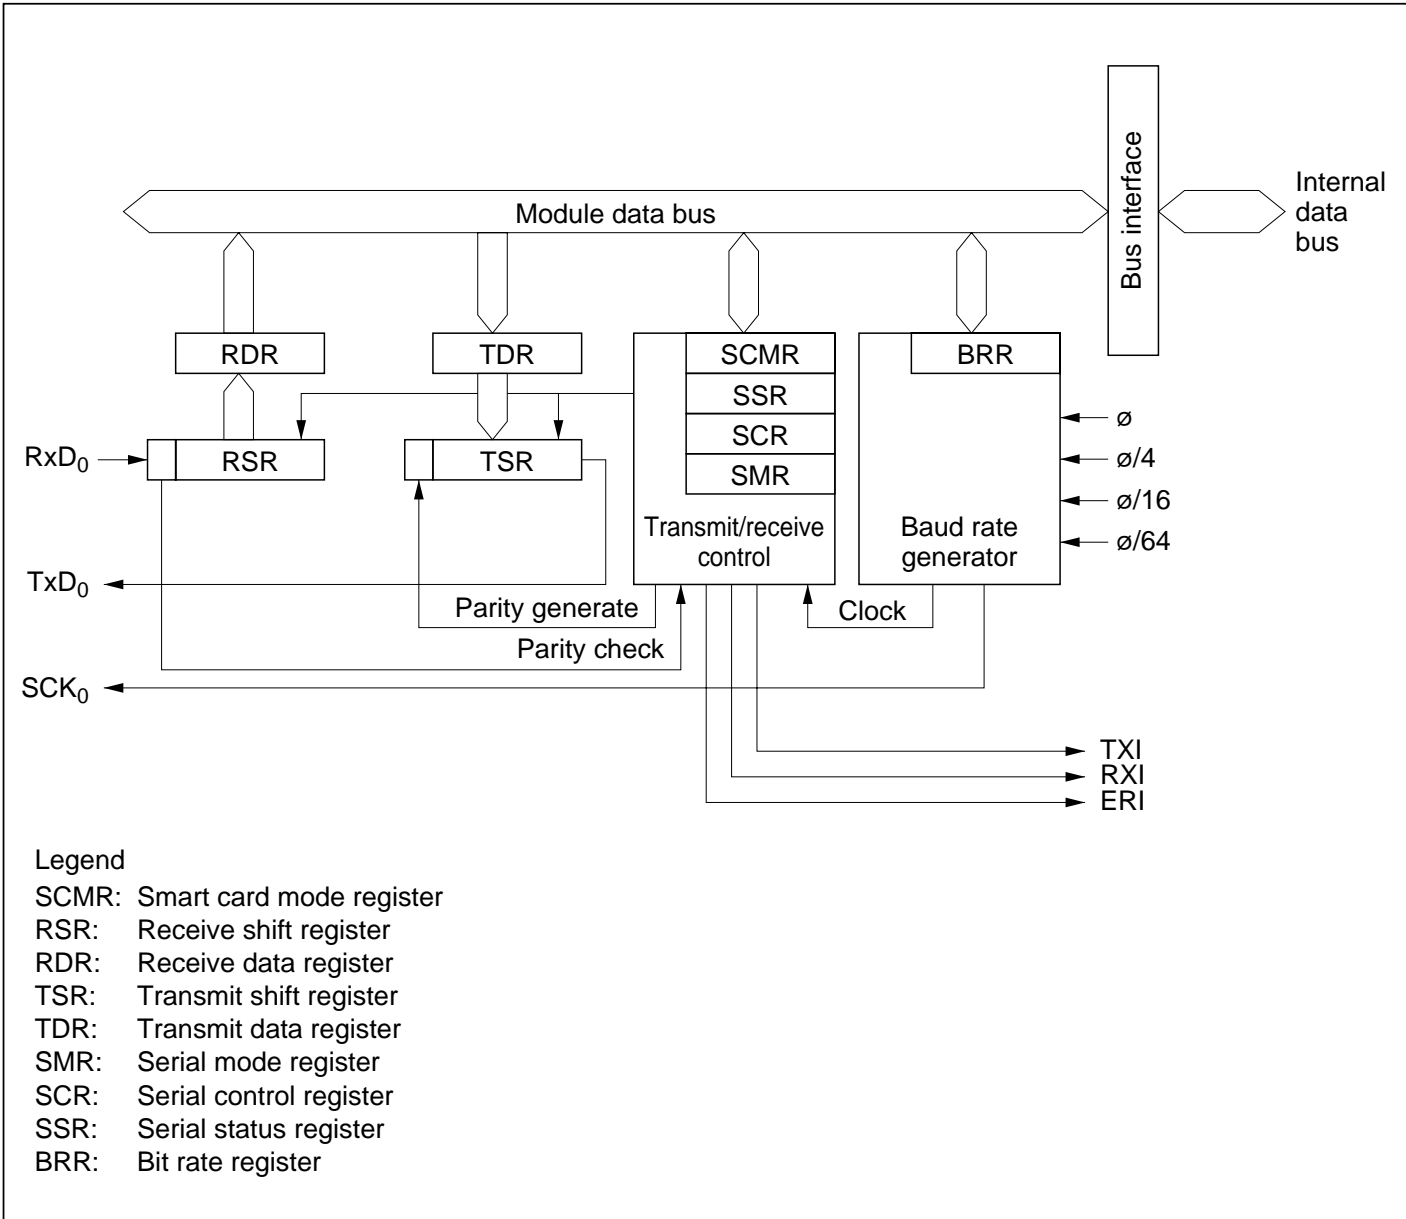 Bus interface
Internal
data
bus
Module data bus
RDR
TDR
SCMR
BRR
SSR
SCR
SMR
RxD₀
RSR
TSR
ø
ø/4
ø/16
ø/64
Transmit/receive
control
Baud rate
generator
TxD₀
Parity generate
Clock
Parity check
SCK₀
TXI
RXI
ERI
Legend
SCMR: Smart card mode register
RSR: Receive shift register
RDR: Receive data register
TSR: Transmit shift register
TDR: Transmit data register
SMR: Serial mode register
SCR: Serial control register
SSR: Serial status register
BRR: Bit rate register